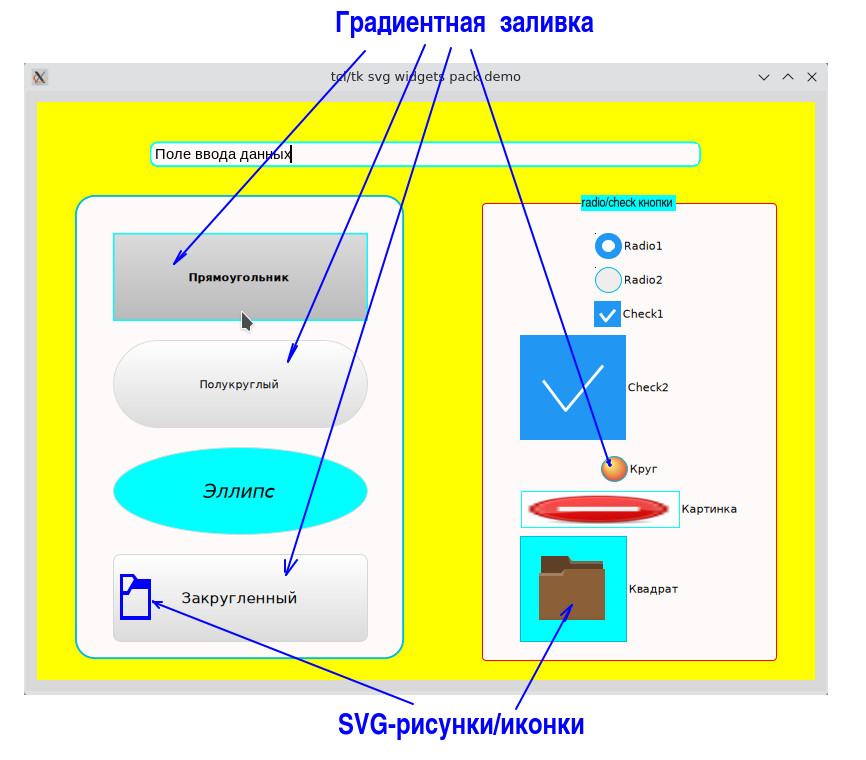 Градиентная заливка
tcl/tk svg widgets pack demo
Поле ввода данных
radio/check кнопки
Прямоугольник
Radio1
Radio2
Check1
Полукруглый
Check2
Круг
Эллипс
Картинка
Закругленный
Квадрат
SVG-рисунки/иконки